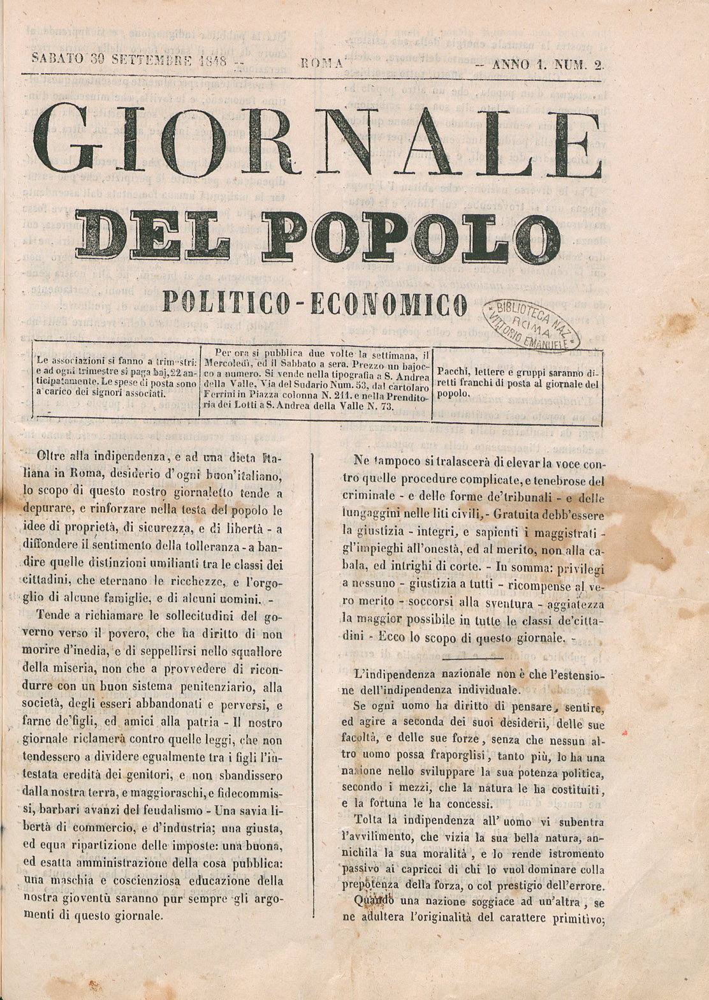 SABATO 30 SETTEMBRE 1848 -- ROMA -- ANNO 1. NUM. 2.
GIORNALE
DEL POPOLO
POLITICO-ECONOMICO
* BIBLIOTECA NAZ. *
ROMA
VITTORIO EMANUELE
Le associazioni si fanno a trimestri:
e ad ogni trimestre si paga baj,22 an-
ticipatamente. Le spese di posta sono
a carico dei signori associati.
Per ora si pubblica due volte la settimana, il
Mercoledì, ed il Sabbato a sera. Prezzo un bajoc-
co a numero. Si vende nella tipografia a S. Andrea
della Valle, Via del Sudario Num. 53, dal cartolaro
Ferrini in Piazza colonna N. 211. e nella Prendito-
ria dei Lotti a S. Andrea della Valle N. 73.
Pacchi, lettere e gruppi saranno di-
retti franchi di posta al giornale del
popolo.
Oltre alla indipendenza, e ad una dieta Ita-
liana in Roma, desiderio d'ogni buon'italiano,
lo scopo di questo nostro giornaletto tende a
depurare, e rinforzare nella testa del popolo le
idee di proprietà, di sicurezza, e di libertà - a
diffondere il sentimento della tolleranza - a ban-
dire quelle distinzioni umilianti tra le classi dei
cittadini, che eternano le ricchezze, e l'orgo-
glio di alcune famiglie, e di alcuni uomini. -
Tende a richiamare le sollecitudini del go-
verno verso il povero, che ha diritto di non
morire d'inedia, e di seppellirsi nello squallore
della miseria, non che a provvedere di ricon-
durre con un buon sistema penitenziario, alla
società, degli esseri abbandonati e perversi, e
farne de'figli, ed amici alla patria - Il nostro
giornale riclamerà contro quelle leggi, che non
tendessero a dividere egualmente tra i figli l'in-
testata eredità dei genitori, e non sbandissero
dalla nostra terra, e maggioraschi, e fidecommis-
si, barbari avanzi del feudalismo - Una savia li-
bertà di commercio, e d'industria; una giusta,
ed equa ripartizione delle imposte: una buona,
ed esatta amministrazione della cosa pubblica:
una maschia e coscienziosa educazione della
nostra gioventù saranno pur sempre gli argo-
menti di questo giornale.
Ne tampoco si tralascerà di elevar la voce con-
tro quelle procedure complicate, e tenebrose del
criminale - e delle forme de'tribunali - e delle
lungaggini nelle liti civili,- Gratuita debb'essere
la giustizia - integri, e sapienti i maggistrati -
gl'impieghi all'onestà, ed al merito, non alla ca-
bala, ed intrighi di corte. - In somma: privilegi
a nessuno - giustizia a tutti - ricompense al ve-
ro merito - soccorsi alla sventura - aggiatezza
la maggior possibile in tutte le classi de'citta-
dini - Ecco lo scopo di questo giornale. -
L'indipendenza nazionale non è che l'estensio-
ne dell'indipendenza individuale.
Se ogni uomo ha diritto di pensare, sentire,
ed agire a seconda dei suoi desiderii, delle sue
facoltà, e delle sue forze, senza che nessun al-
tro uomo possa fraporglisi, tanto più, lo ha una
nazione nello sviluppare la sua potenza politica,
secondo i mezzi, che la natura le ha costituiti,
e la fortuna le ha concessi.
Tolta la indipendenza all' uomo vi subentra
l'avvilimento, che vizia la sua bella natura, an-
nichila la sua moralità, e lo rende istromento
passivo ai capricci di chi lo vuol dominare colla
prepotenza della forza, o col prestigio dell'errore.
Quando una nazione soggiace ad un'altra, se
ne adultera l'originalità del carattere primitivo;